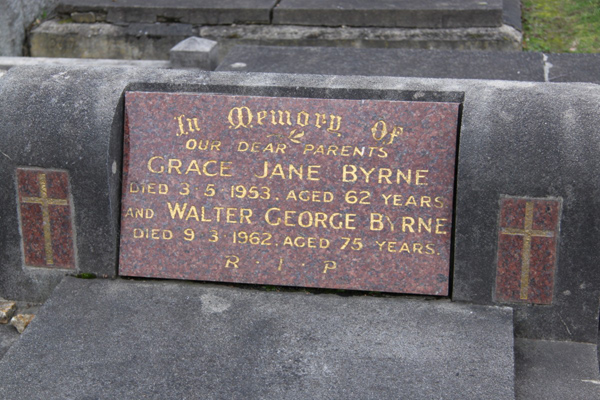 In Memory Of
OUR DEAR PARENTS
GRACE JANE BYRNE
DIED 3·5·1953. AGED 62 YEARS
AND WALTER GEORGE BYRNE
DIED 9·3·1962. AGED 75 YEARS.
R · I · P